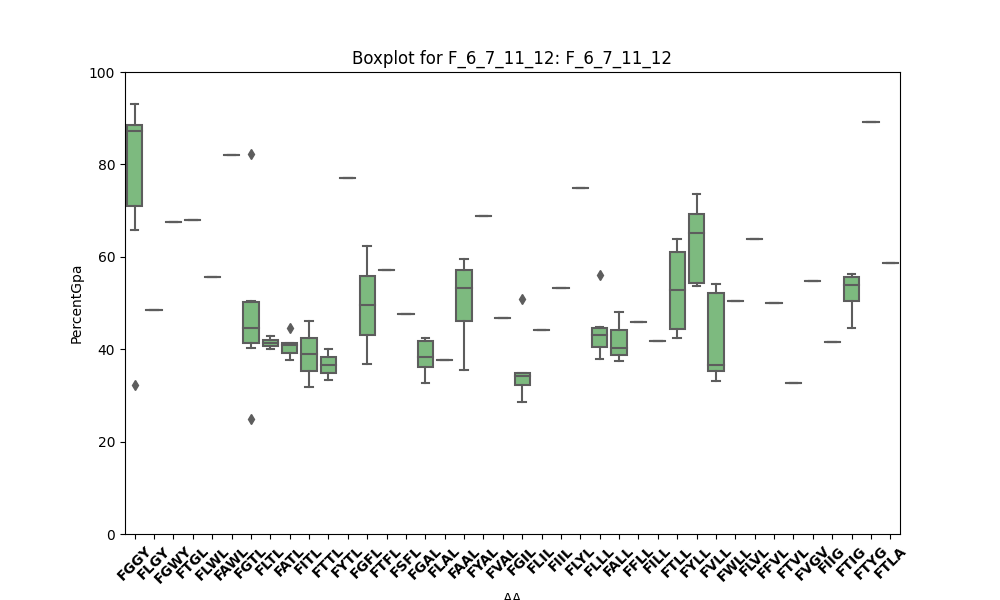 Boxplot for F_6_7_11_12: F_6_7_11_12
100
80
60
40
20
0
PercentGpa
FGGY
FLGY
FGWY
FTGL
FLWL
FAWL
FGTL
FLTL
FATL
FITL
FTTL
FYTL
FGFL
FTFL
FSFL
FGAL
FLAL
FAAL
FYAL
FVAL
FGIL
FLIL
FIIL
FLYL
FLLL
FALL
FFLL
FILL
FTLL
FYLL
FVLL
FWLL
FLVL
FFVL
FTVL
FVGV
FIIG
FTIG
FTYG
FTLA
AA